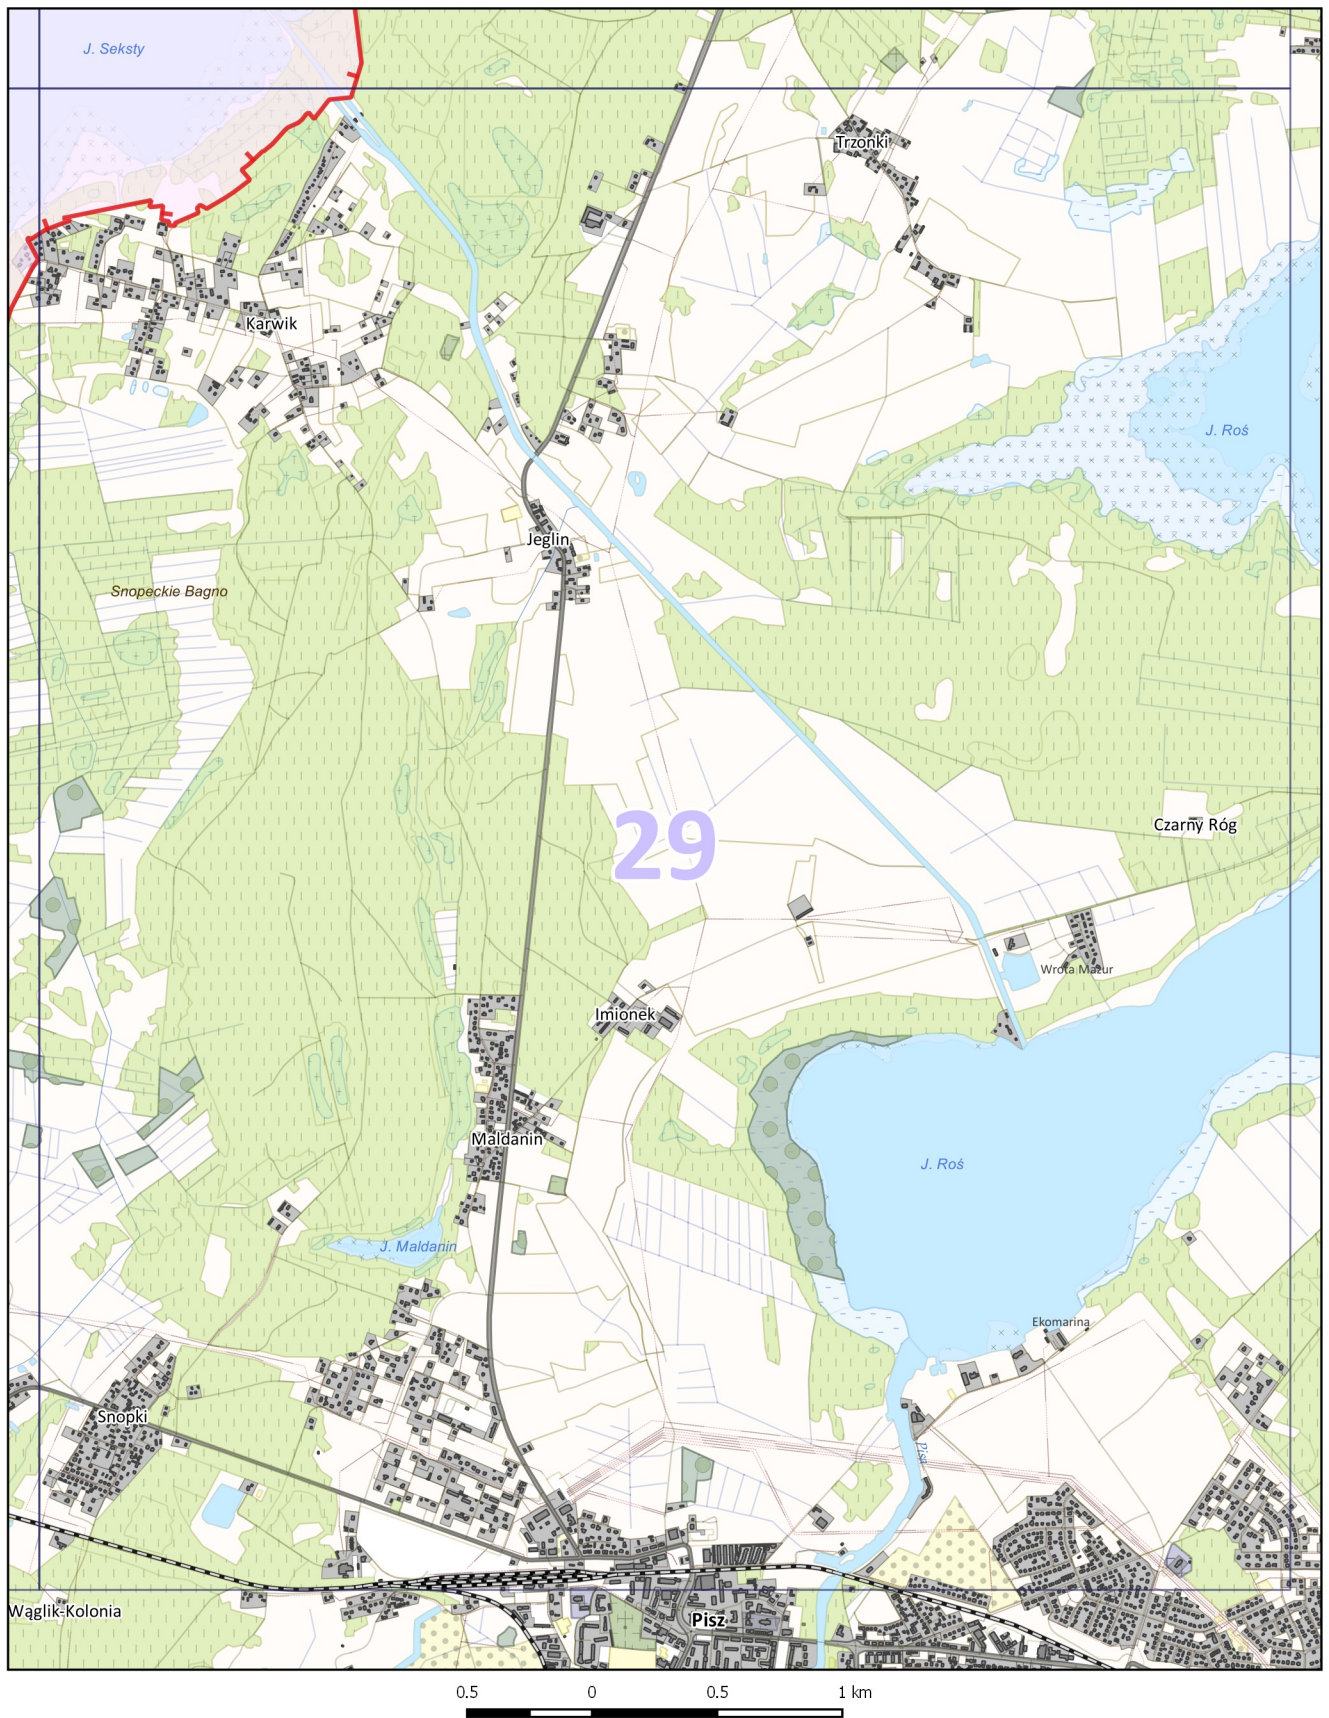 J. Seksty
Trzonki
Karwik
J. Roś
Jeglin
Snopeckie Bagno
29
Czarny Róg
Wrota Mazur
Imionek
Maldanin
J. Roś
J. Maldanin
Ekomarina
Snopki
Pisa
Wąglik-Kolonia
Pisz
0.5 0 0.5 1 km